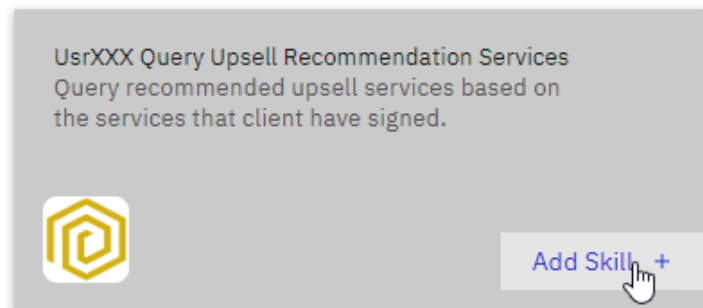 UsrXXX Query Upsell Recommendation Services
Query recommended upsell services based on
the services that client have signed.
Add Skill +